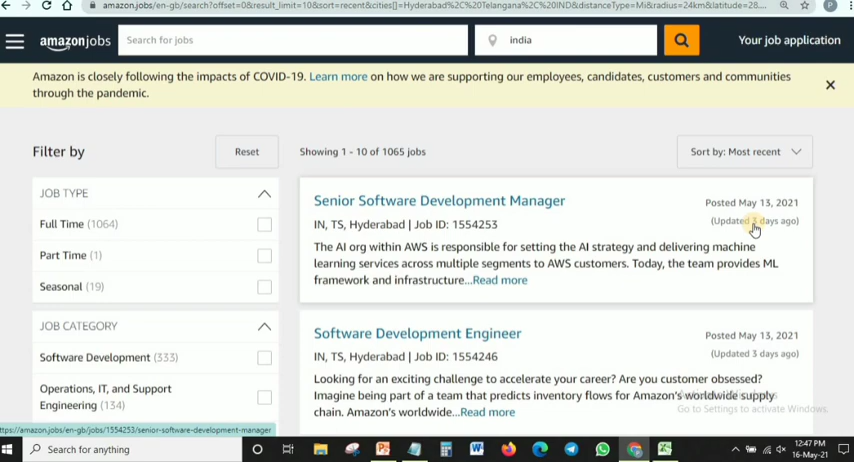 amazon.jobs/en-gb/search?offset=0&result_limit=10&sort=recent&cities[]=Hyderabad%2C%20Telangana%2C%20IND&distanceType=Mi&radius=24km&latitude=28....
P
amazonjobs
Search for jobs
india
Your job application
Amazon is closely following the impacts of COVID-19. Learn more on how we are supporting our employees, candidates, customers and communities
through the pandemic.
Filter by
Reset
Showing 1 - 10 of 1065 jobs
Sort by: Most recent
JOB TYPE
Full Time (1064)
Part Time (1)
Seasonal (19)
JOB CATEGORY
Software Development (333)
Operations, IT, and Support
Engineering (134)
Senior Software Development Manager
Posted May 13, 2021
IN, TS, Hyderabad | Job ID: 1554253
(Updated 3 days ago)
The AI org within AWS is responsible for setting the AI strategy and delivering machine
learning services across multiple segments to AWS customers. Today, the team provides ML
framework and infrastructure...Read more
Software Development Engineer
Posted May 13, 2021
IN, TS, Hyderabad | Job ID: 1554246
(Updated 3 days ago)
Looking for an exciting challenge to accelerate your career? Are you customer obsessed?
Imagine being part of a team that predicts inventory flows for Amazon's worldwide supply
chain. Amazon's worldwide...Read more
Go to Settings to activate Windows.
ttps://amazon.jobs/en-gb/jobs/1554253/senior-software-development-manager
Search for anything
12:47 PM
16-May-21